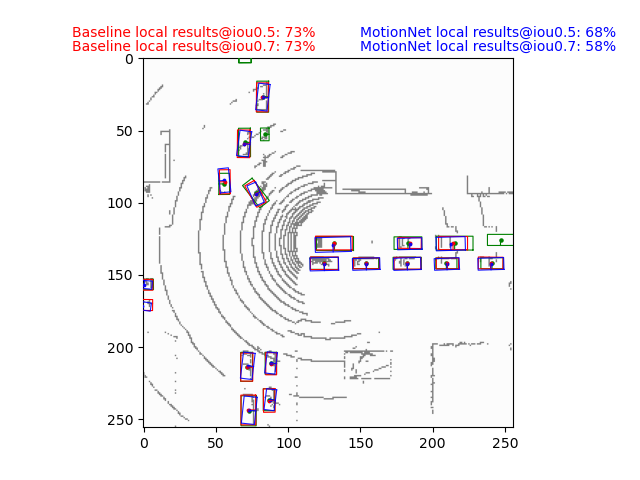 Baseline local results@iou0.5: 73%
MotionNet local results@iou0.5: 68%
Baseline local results@iou0.7: 73%
MotionNet local results@iou0.7: 58%
0
50
100
150
200
250
0 50 100 150 200 250